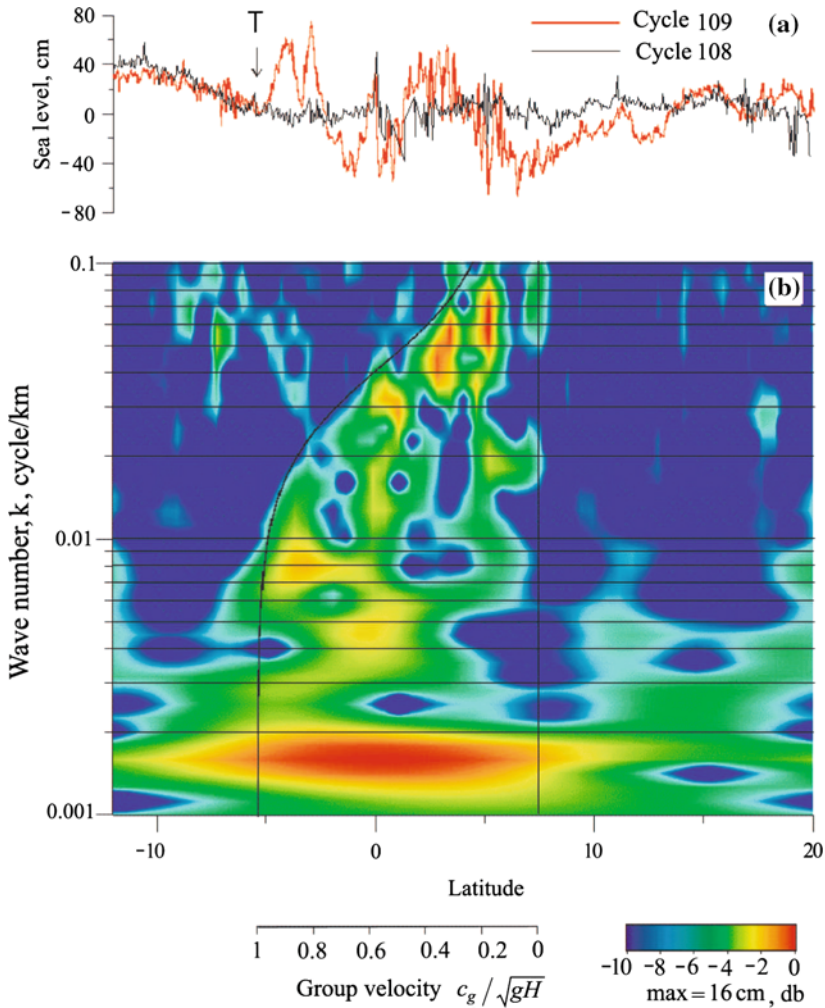 80
40
0
−40
−80
Sea level, cm
T
Cycle 109
Cycle 108
(a)
(b)
0.1
0.01
0.001
Wave number, k, cycle/km
−10 0 10 20
Latitude
1 0.8 0.6 0.4 0.2 0
Group velocity c_g / √gH
−10 −8 −6 −4 −2 0
max = 16 cm , db